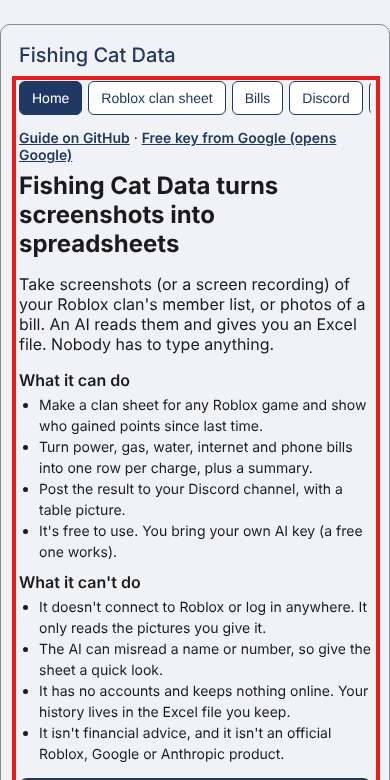 Fishing Cat Data
Home Roblox clan sheet Bills Discord
Guide on GitHub · Free key from Google (opens
Google)
Fishing Cat Data turns
screenshots into
spreadsheets
Take screenshots (or a screen recording) of
your Roblox clan's member list, or photos of a
bill. An AI reads them and gives you an Excel
file. Nobody has to type anything.
What it can do
• Make a clan sheet for any Roblox game and show
who gained points since last time.
• Turn power, gas, water, internet and phone bills
into one row per charge, plus a summary.
• Post the result to your Discord channel, with a
table picture.
• It's free to use. You bring your own AI key (a free
one works).
What it can't do
• It doesn't connect to Roblox or log in anywhere. It
only reads the pictures you give it.
• The AI can misread a name or number, so give the
sheet a quick look.
• It has no accounts and keeps nothing online. Your
history lives in the Excel file you keep.
• It isn't financial advice, and it isn't an official
Roblox, Google or Anthropic product.